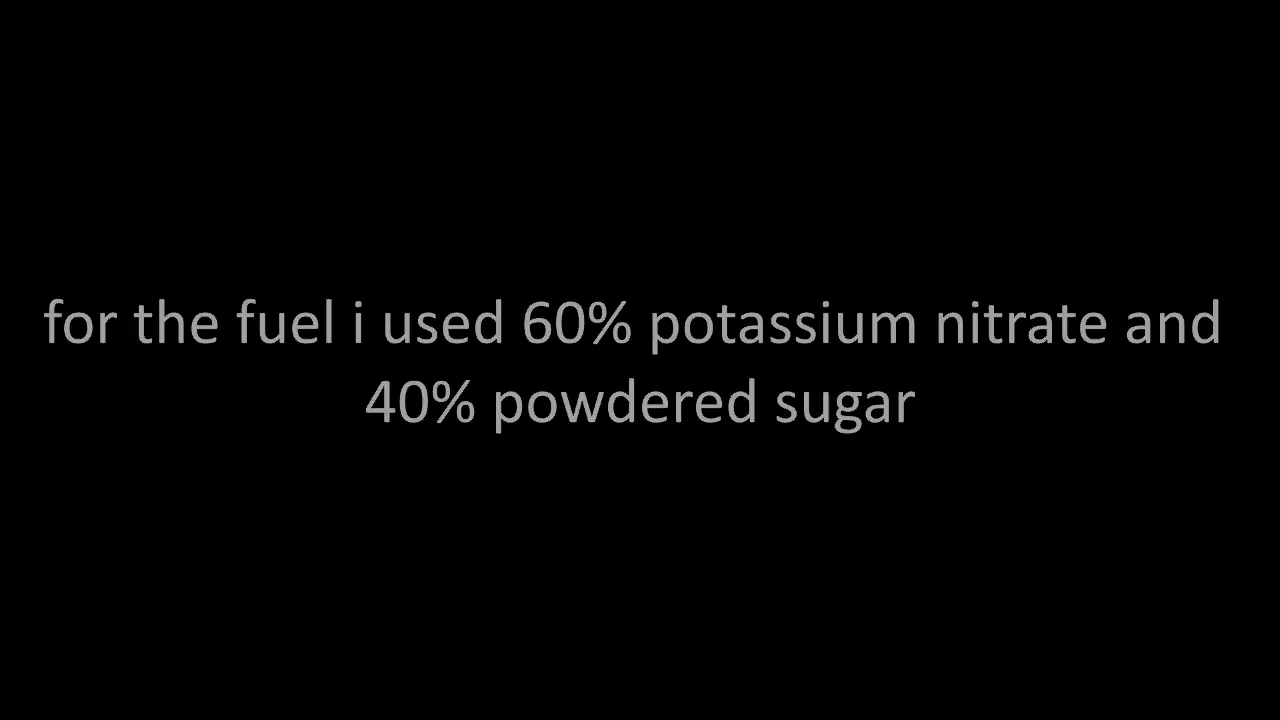 for the fuel i used 60% potassium nitrate and
40% powdered sugar